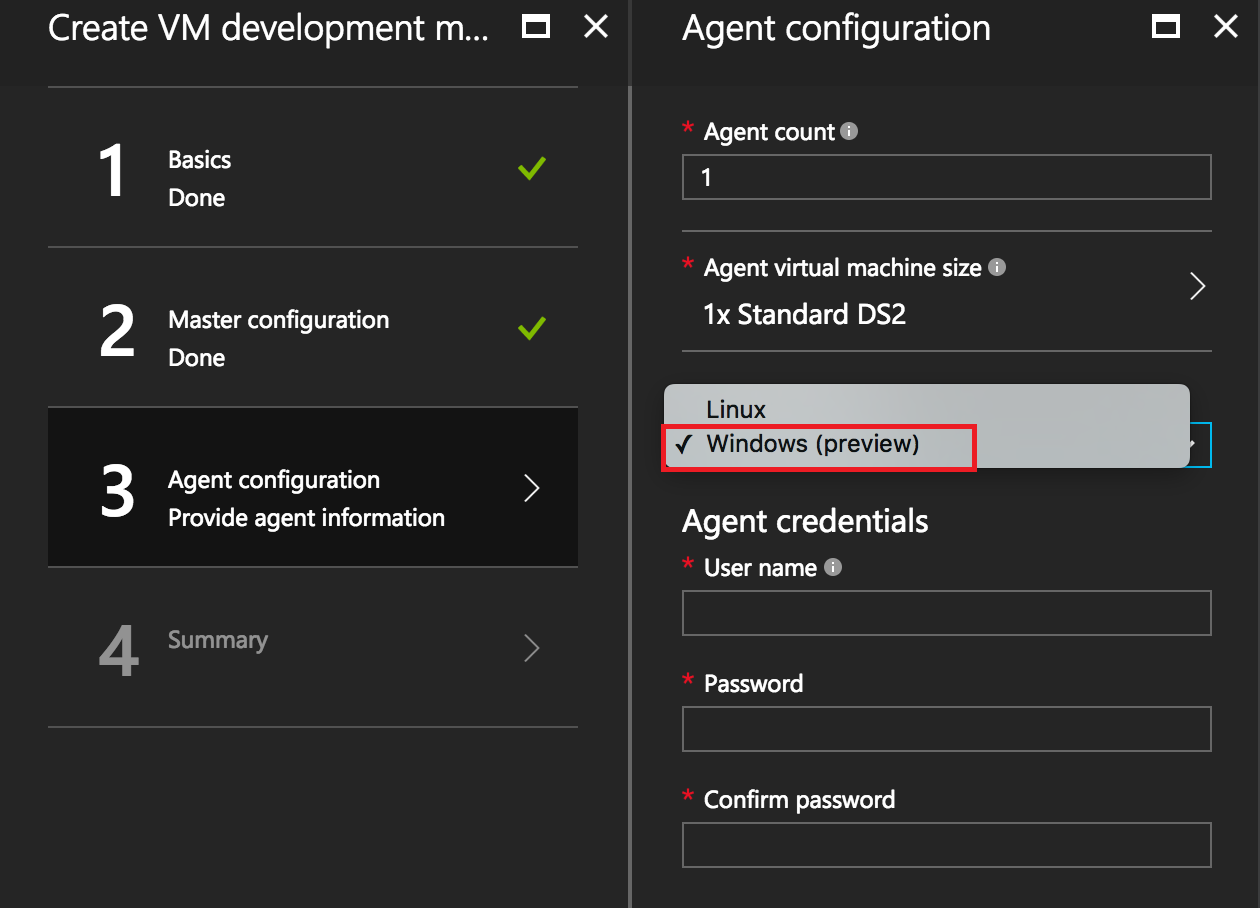 Create VM development m...
1
Basics
Done
2
Master configuration
Done
3
Agent configuration
Provide agent information
4
Summary
Agent configuration
* Agent count
1
* Agent virtual machine size
1x Standard DS2
Linux
✓ Windows (preview)
Agent credentials
* User name
* Password
* Confirm password